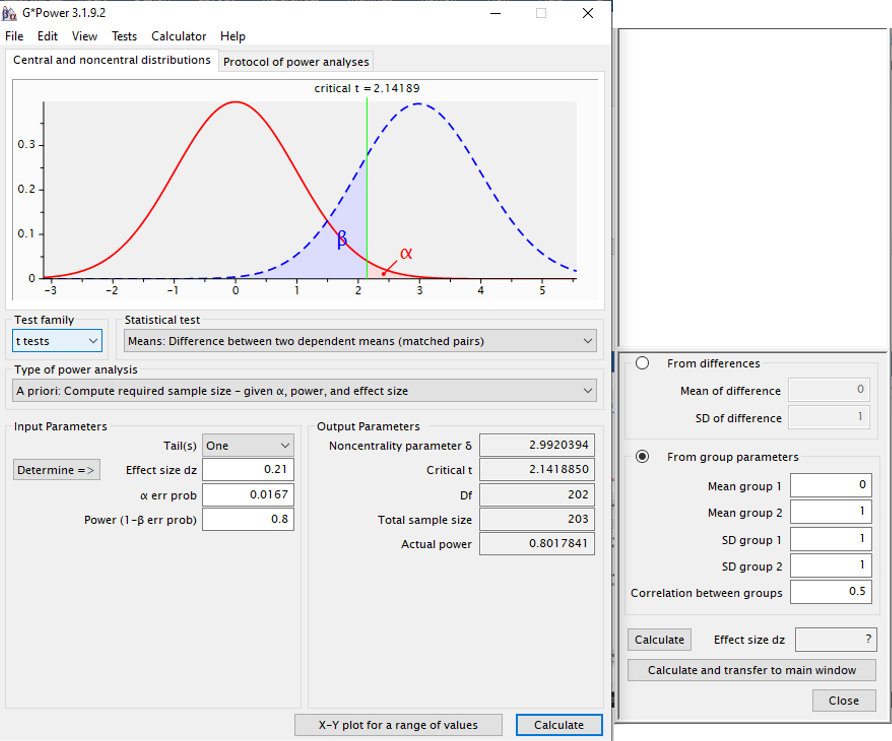 G*Power 3.1.9.2
File Edit View Tests Calculator Help
Central and noncentral distributions Protocol of power analyses
critical t = 2.14189
0.3
0.2
0.1
0
β
α
-3 -2 -1 0 1 2 3 4 5
Test family
t tests
Statistical test
Means: Difference between two dependent means (matched pairs)
Type of power analysis
A priori: Compute required sample size - given α, power, and effect size
Input Parameters
Tail(s) One
Determine => Effect size dz 0.21
α err prob 0.0167
Power (1-β err prob) 0.8
Output Parameters
Noncentrality parameter δ 2.9920394
Critical t 2.1418850
Df 202
Total sample size 203
Actual power 0.8017841
X-Y plot for a range of values Calculate
From differences
Mean of difference 0
SD of difference 1
From group parameters
Mean group 1 0
Mean group 2 1
SD group 1 1
SD group 2 1
Correlation between groups 0.5
Calculate Effect size dz ?
Calculate and transfer to main window
Close